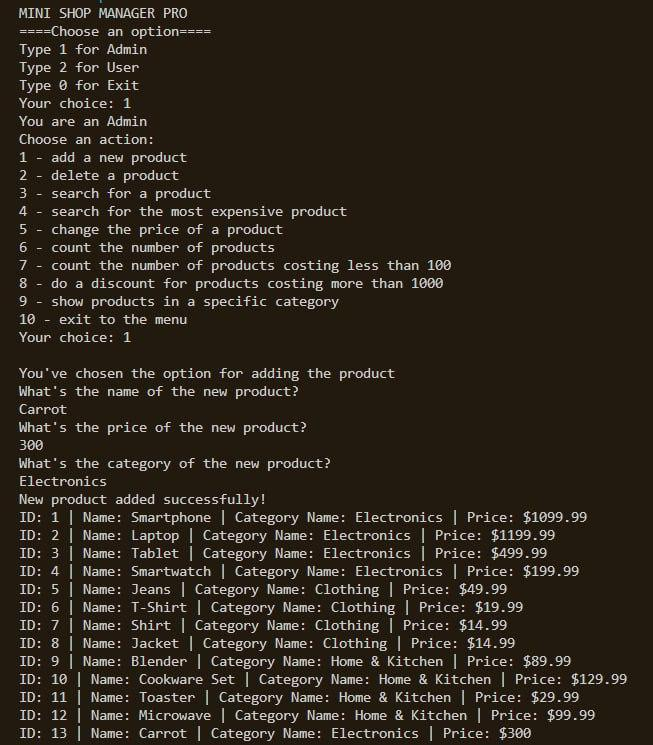 MINI SHOP MANAGER PRO
====Choose an option====
Type 1 for Admin
Type 2 for User
Type 0 for Exit
Your choice: 1
You are an Admin
Choose an action:
1 - add a new product
2 - delete a product
3 - search for a product
4 - search for the most expensive product
5 - change the price of a product
6 - count the number of products
7 - count the number of products costing less than 100
8 - do a discount for products costing more than 1000
9 - show products in a specific category
10 - exit to the menu
Your choice: 1
You've chosen the option for adding the product
What's the name of the new product?
Carrot
What's the price of the new product?
300
What's the category of the new product?
Electronics
New product added successfully!
ID: 1 | Name: Smartphone | Category Name: Electronics | Price: $1099.99
ID: 2 | Name: Laptop | Category Name: Electronics | Price: $1199.99
ID: 3 | Name: Tablet | Category Name: Electronics | Price: $499.99
ID: 4 | Name: Smartwatch | Category Name: Electronics | Price: $199.99
ID: 5 | Name: Jeans | Category Name: Clothing | Price: $49.99
ID: 6 | Name: T-Shirt | Category Name: Clothing | Price: $19.99
ID: 7 | Name: Shirt | Category Name: Clothing | Price: $14.99
ID: 8 | Name: Jacket | Category Name: Clothing | Price: $14.99
ID: 9 | Name: Blender | Category Name: Home & Kitchen | Price: $89.99
ID: 10 | Name: Cookware Set | Category Name: Home & Kitchen | Price: $129.99
ID: 11 | Name: Toaster | Category Name: Home & Kitchen | Price: $29.99
ID: 12 | Name: Microwave | Category Name: Home & Kitchen | Price: $99.99
ID: 13 | Name: Carrot | Category Name: Electronics | Price: $300